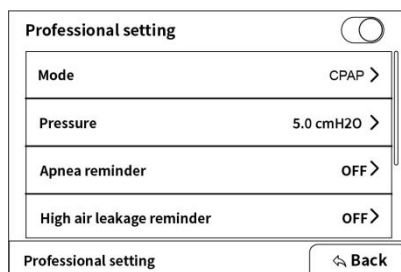 Professional setting
Mode CPAP >
Pressure 5.0 cmH2O >
Apnea reminder OFF >
High air leakage reminder OFF >
Professional setting Back